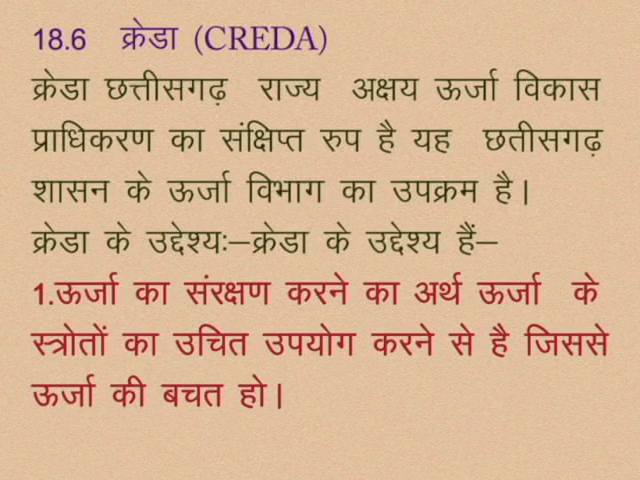 18.6 क्रेडा (CREDA)
क्रेडा छत्तीसगढ़ राज्य अक्षय ऊर्जा विकास
प्राधिकरण का संक्षिप्त रुप है यह छतीसगढ़
शासन के ऊर्जा विभाग का उपक्रम है।
क्रेडा के उद्देश्यः–क्रेडा के उद्देश्य हैं–
1.ऊर्जा का संरक्षण करने का अर्थ ऊर्जा के
स्त्रोतों का उचित उपयोग करने से है जिससे
ऊर्जा की बचत हो।